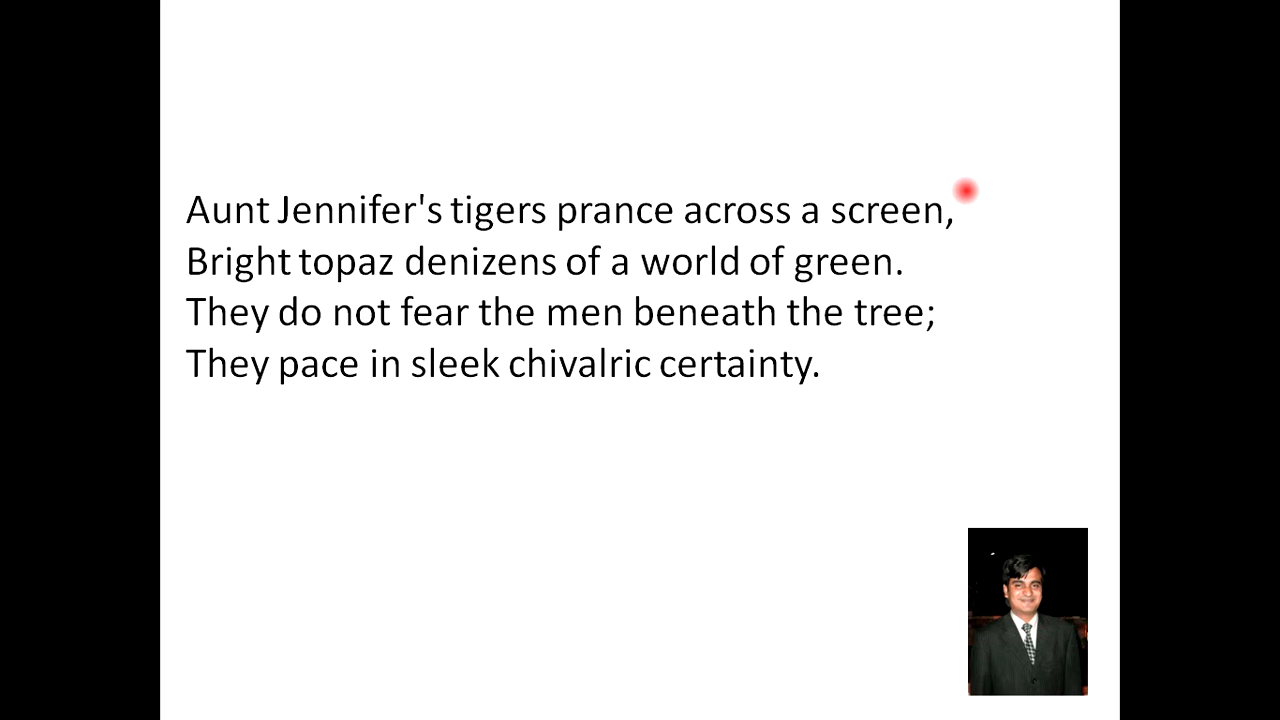 Aunt Jennifer's tigers prance across a screen,
Bright topaz denizens of a world of green.
They do not fear the men beneath the tree;
They pace in sleek chivalric certainty.